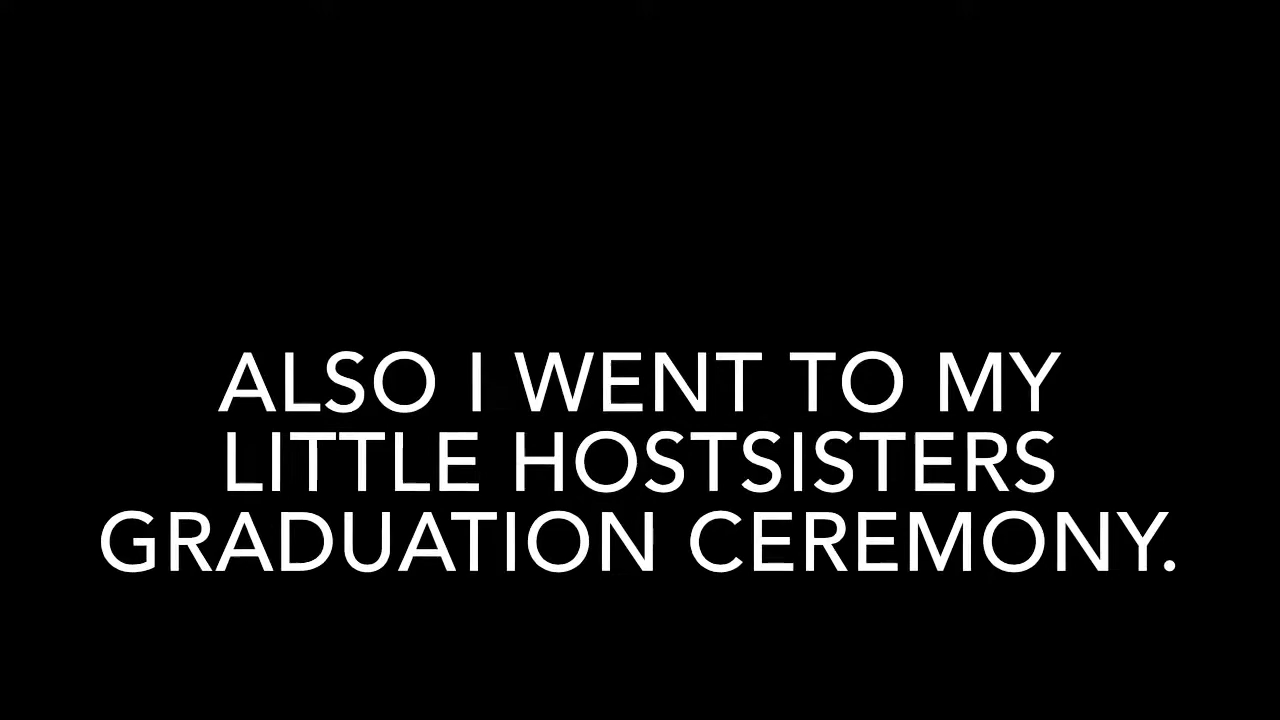 ALSO I WENT TO MY
LITTLE HOSTSISTERS
GRADUATION CEREMONY.